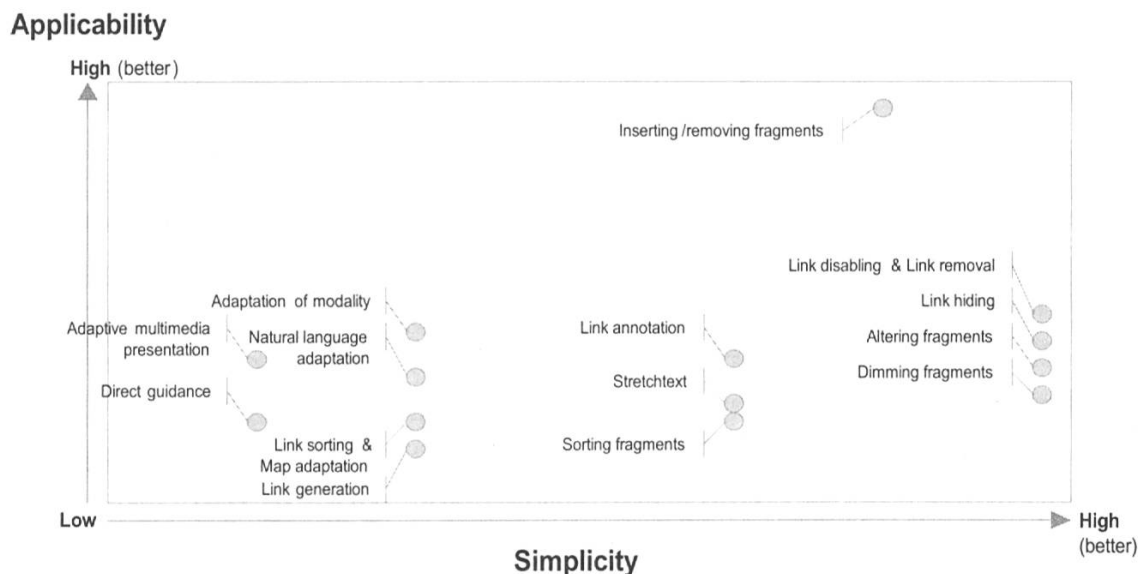 Applicability
High (better)
Inserting /removing fragments
Link disabling & Link removal
Adaptation of modality
Link hiding
Adaptive multimedia
presentation
Natural language
adaptation
Link annotation
Altering fragments
Stretchtext
Dimming fragments
Direct guidance
Link sorting &
Map adaptation
Sorting fragments
Link generation
Low
High
(better)
Simplicity